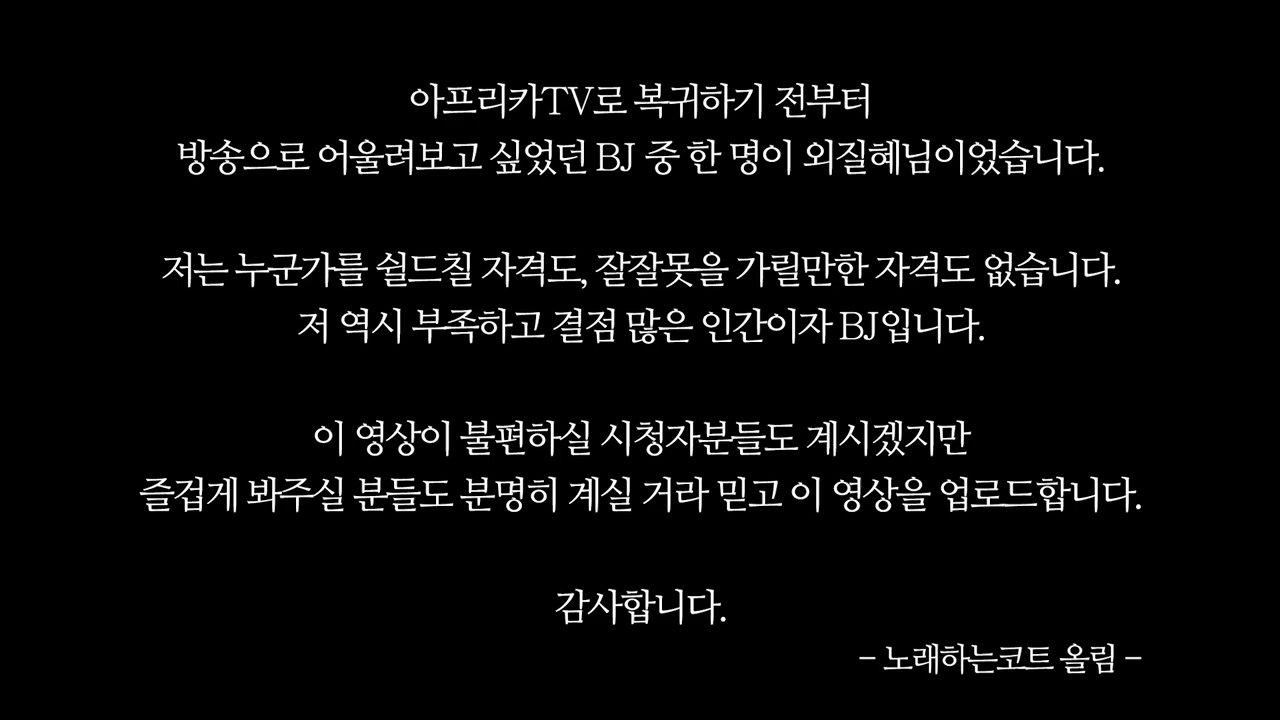 아프리카TV로 복귀하기 전부터
방송으로 어울려보고 싶었던 BJ 중 한 명이 외질혜님이었습니다.
저는 누군가를 쉴드칠 자격도, 잘잘못을 가릴만한 자격도 없습니다.
저 역시 부족하고 결점 많은 인간이자 BJ입니다.
이 영상이 불편하실 시청자분들도 계시겠지만
즐겁게 봐주실 분들도 분명히 계실 거라 믿고 이 영상을 업로드합니다.
감사합니다.
– 노래하는코트 올림 –